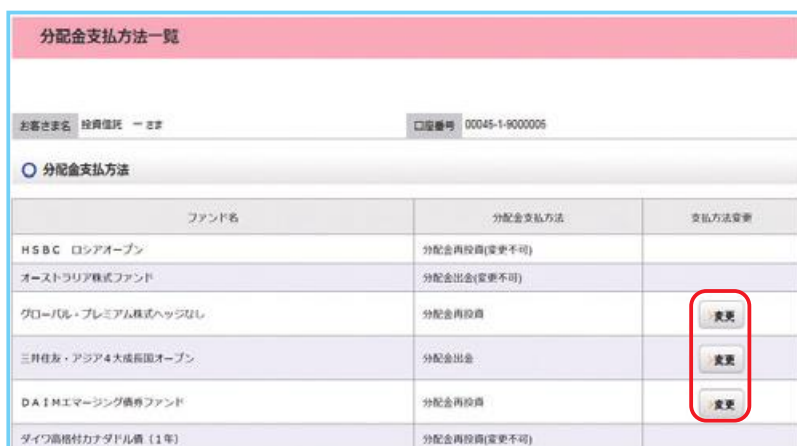 分配金支払方法一覧
お客さま名 投資信託 一 さま 口座番号 00045-1-9000006
分配金支払方法
ファンド名 分配金支払方法 支払方法変更
HSBC ロシアオープン 分配金再投資(変更不可)
オーストラリア株式ファンド 分配金出金(変更不可)
グローバル・プレミアム株式ヘッジなし 分配金再投資 変更
三井住友・アジア4大成長国オープン 分配金出金 変更
DAIMエマージング債券ファンド 分配金再投資 変更
ダイワ高格付カナダドル債(1年) 分配金再投資(変更不可)